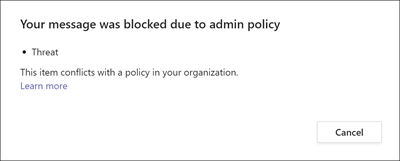 Your message was blocked due to admin policy
• Threat
This item conflicts with a policy in your organization.
Learn more
Cancel